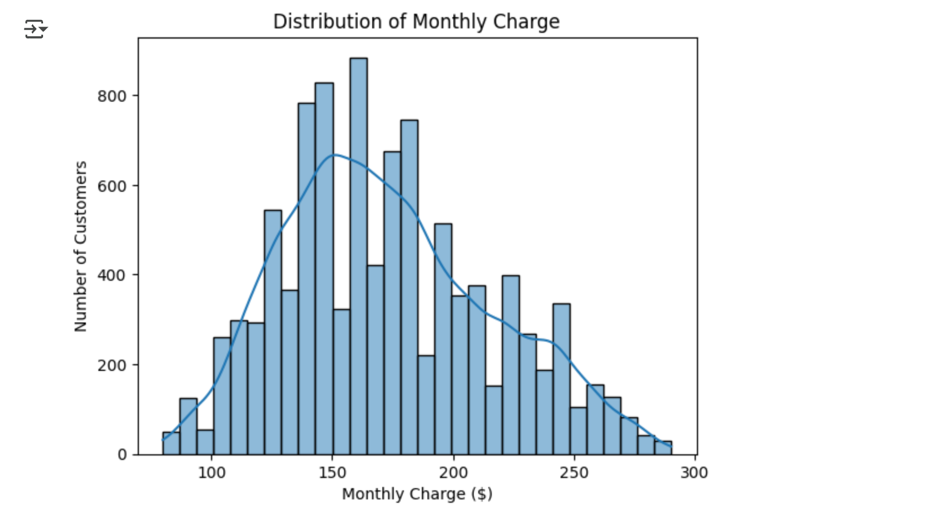 Distribution of Monthly Charge
800
600
400
200
0
Number of Customers
100 150 200 250 300
Monthly Charge ($)